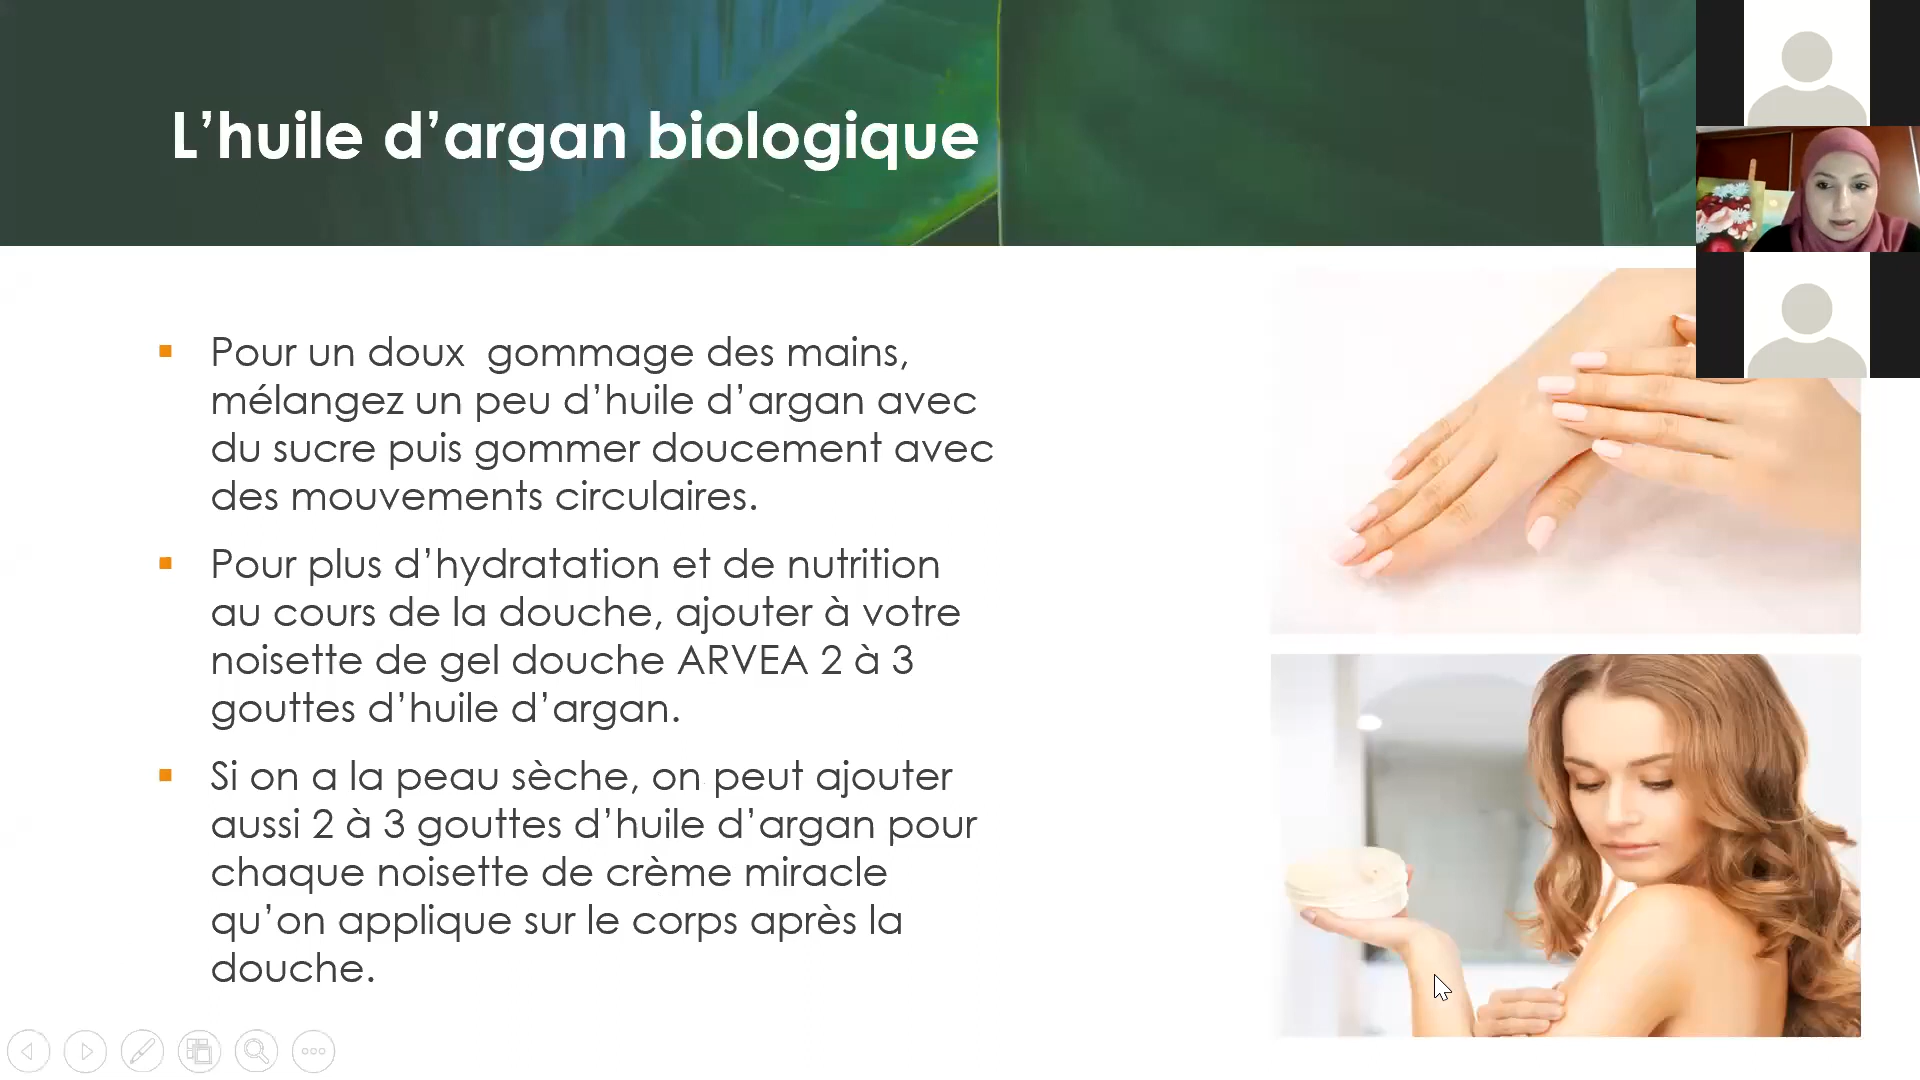 L’huile d’argan biologique
Pour un doux  gommage des mains,
mélangez un peu d’huile d’argan avec
du sucre puis gommer doucement avec
des mouvements circulaires.
Pour plus d’hydratation et de nutrition
au cours de la douche, ajouter à votre
noisette de gel douche ARVEA 2 à 3
gouttes d’huile d’argan.
Si on a la peau sèche, on peut ajouter
aussi 2 à 3 gouttes d’huile d’argan pour
chaque noisette de crème miracle
qu’on applique sur le corps après la
douche.